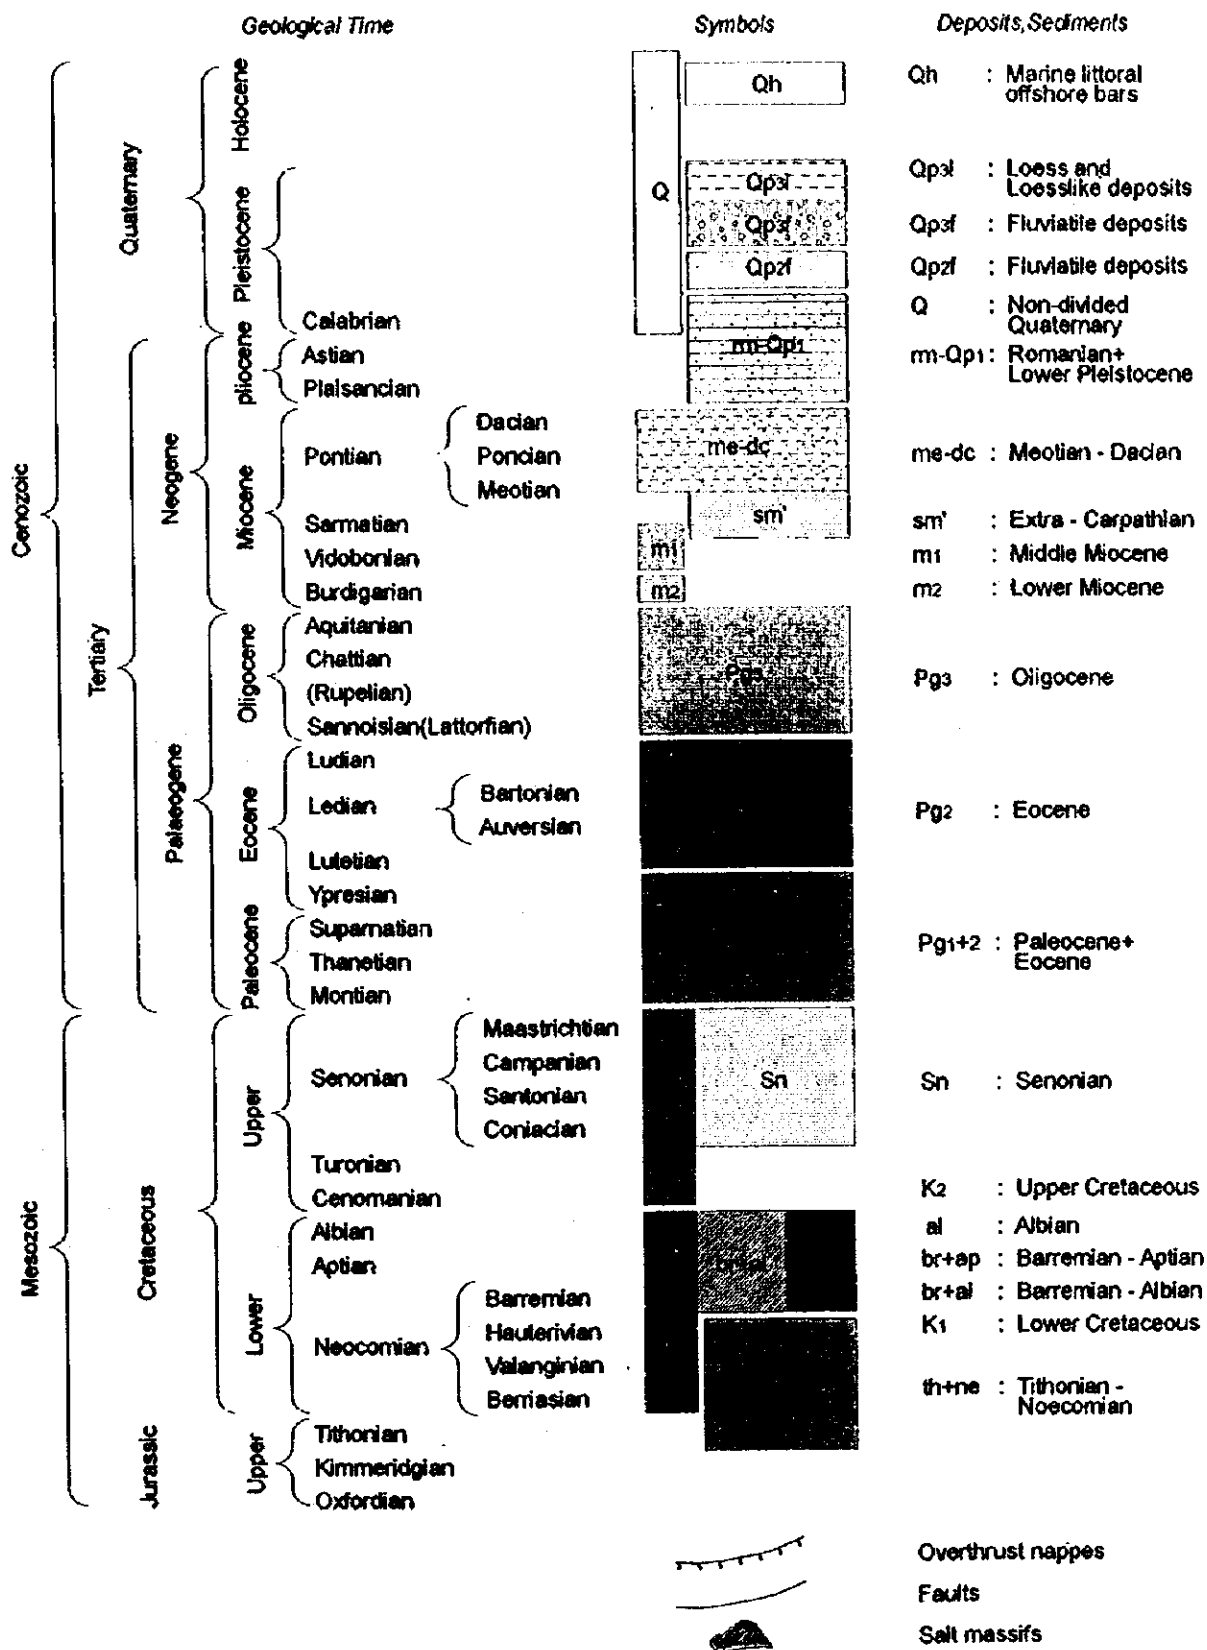 Geological Time
Symbols
Deposits,Sediments
Cenozoic
Mesozoic
Quaternary
Tertiary
Cretaceous
Jurassic
Neogene
Palaeogene
Holocene
Pleistocene
pliocene
Miocene
Oligocene
Eocene
Paleocene
Upper
Lower
Upper
Calabrian
Astian
Plaisancian
Pontian
Dacian
Poncian
Meotian
Sarmatian
Vidobonian
Burdigarian
Aquitanian
Chattian
(Rupelian)
Sannoisian(Lattorfian)
Ludian
Ledian
Bartonian
Auversian
Lutetian
Ypresian
Suparnatian
Thanetian
Montian
Senonian
Maastrichtian
Campanian
Santonian
Coniacian
Turonian
Cenomanian
Albian
Aptian
Neocomian
Barremian
Hauterivian
Valanginian
Berriasian
Tithonian
Kimmeridgian
Oxfordian
Q
Qh
Qp3l
Qp3f
Qp2f
rm-Qp1
me-dc
sm'
m1
m2
Pg3
Sn
br+al
Qh : Marine littoral
offshore bars
Qp3l : Loess and
Loesslike deposits
Qp3f : Fluviatile deposits
Qp2f : Fluviatile deposits
Q : Non-divided
Quaternary
rm-Qp1 : Romanian+
Lower Pleistocene
me-dc : Meotian - Dacian
sm' : Extra - Carpathian
m1 : Middle Miocene
m2 : Lower Miocene
Pg3 : Oligocene
Pg2 : Eocene
Pg1+2 : Paleocene+
Eocene
Sn : Senonian
K2 : Upper Cretaceous
al : Albian
br+ap : Barremian - Aptian
br+al : Barremian - Albian
K1 : Lower Cretaceous
th+ne : Tithonian -
Noecomian
Overthrust nappes
Faults
Salt massifs